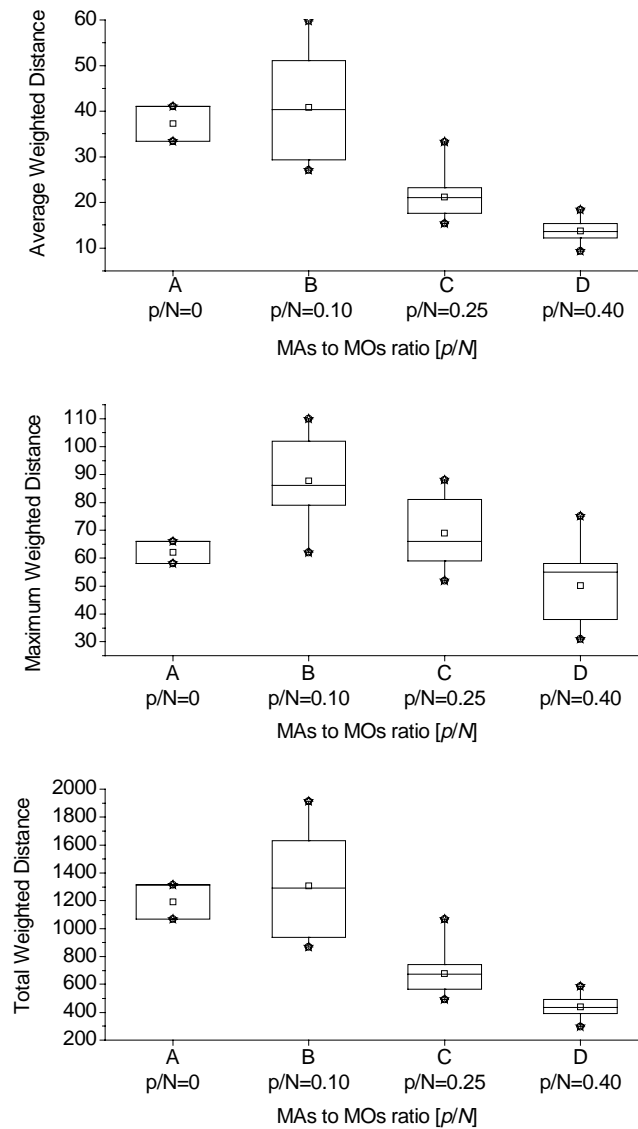 60
50
40
30
20
10
Average Weighted Distance
A B C D
p/N=0 p/N=0.10 p/N=0.25 p/N=0.40
MAs to MOs ratio [p/N]
110
100
90
80
70
60
50
40
30
Maximum Weighted Distance
A B C D
p/N=0 p/N=0.10 p/N=0.25 p/N=0.40
MAs to MOs ratio [p/N]
2000
1800
1600
1400
1200
1000
800
600
400
200
Total Weighted Distance
A B C D
p/N=0 p/N=0.10 p/N=0.25 p/N=0.40
MAs to MOs ratio [p/N]